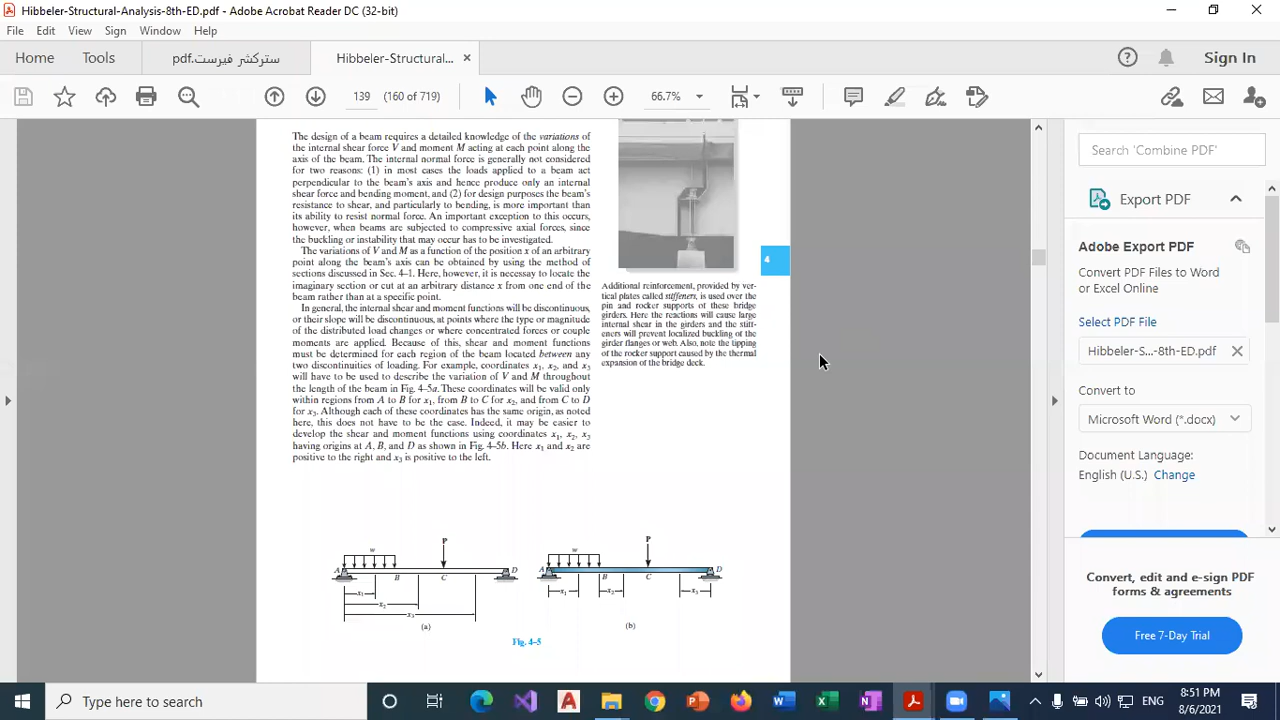 Hibbeler-Structural-Analysis-8th-ED.pdf - Adobe Acrobat Reader DC (32-bit)
File Edit View Sign Window Help
Home Tools ستركشر فيرست.pdf Hibbeler-Structural... Sign In
139 (160 of 719) 66.7%
The design of a beam requires a detailed knowledge of the variations of
the internal shear force V and moment M acting at each point along the
axis of the beam. The internal normal force is generally not considered
for two reasons: (1) in most cases the loads applied to a beam act
perpendicular to the beam's axis and hence produce only an internal
shear force and bending moment, and (2) for design purposes the beam's
resistance to shear, and particularly to bending, is more important than
its ability to resist normal force. An important exception to this occurs,
however, when beams are subjected to compressive axial forces, since
the buckling or instability that may occur has to be investigated.
The variations of V and M as a function of the position x of an arbitrary
point along the beam's axis can be obtained by using the method of
sections discussed in Sec. 4–1. Here, however, it is necessay to locate the
imaginary section or cut at an arbitrary distance x from one end of the
beam rather than at a specific point.
In general, the internal shear and moment functions will be discontinuous,
or their slope will be discontinuous, at points where the type or magnitude
of the distributed load changes or where concentrated forces or couple
moments are applied. Because of this, shear and moment functions
must be determined for each region of the beam located between any
two discontinuities of loading. For example, coordinates x₁, x₂, and x₃
will have to be used to describe the variation of V and M throughout
the length of the beam in Fig. 4–5a. These coordinates will be valid only
within regions from A to B for x₁, from B to C for x₂, and from C to D
for x₃. Although each of these coordinates has the same origin, as noted
here, this does not have to be the case. Indeed, it may be easier to
develop the shear and moment functions using coordinates x₁, x₂, x₃
having origins at A, B, and D as shown in Fig. 4–5b. Here x₁ and x₂ are
positive to the right and x₃ is positive to the left.
4
Additional reinforcement, provided by ver-
tical plates called stiffeners, is used over the
pin and rocker supports of these bridge
girders. Here the reactions will cause large
internal shear in the girders and the stiff-
eners will prevent localized buckling of the
girder flanges or web. Also, note the tipping
of the rocker support caused by the thermal
expansion of the bridge deck.
P
w
A B C D
x₁
x₂
x₃
(a)
P
w
A B C D
x₁ x₂ x₃
(b)
Fig. 4–5
Search 'Combine PDF'
Export PDF
Adobe Export PDF
Convert PDF Files to Word
or Excel Online
Select PDF File
Hibbeler-S...-8th-ED.pdf
Convert to
Microsoft Word (*.docx)
Document Language:
English (U.S.) Change
Convert, edit and e-sign PDF
forms & agreements
Free 7-Day Trial
Type here to search
ENG
8:51 PM
8/6/2021